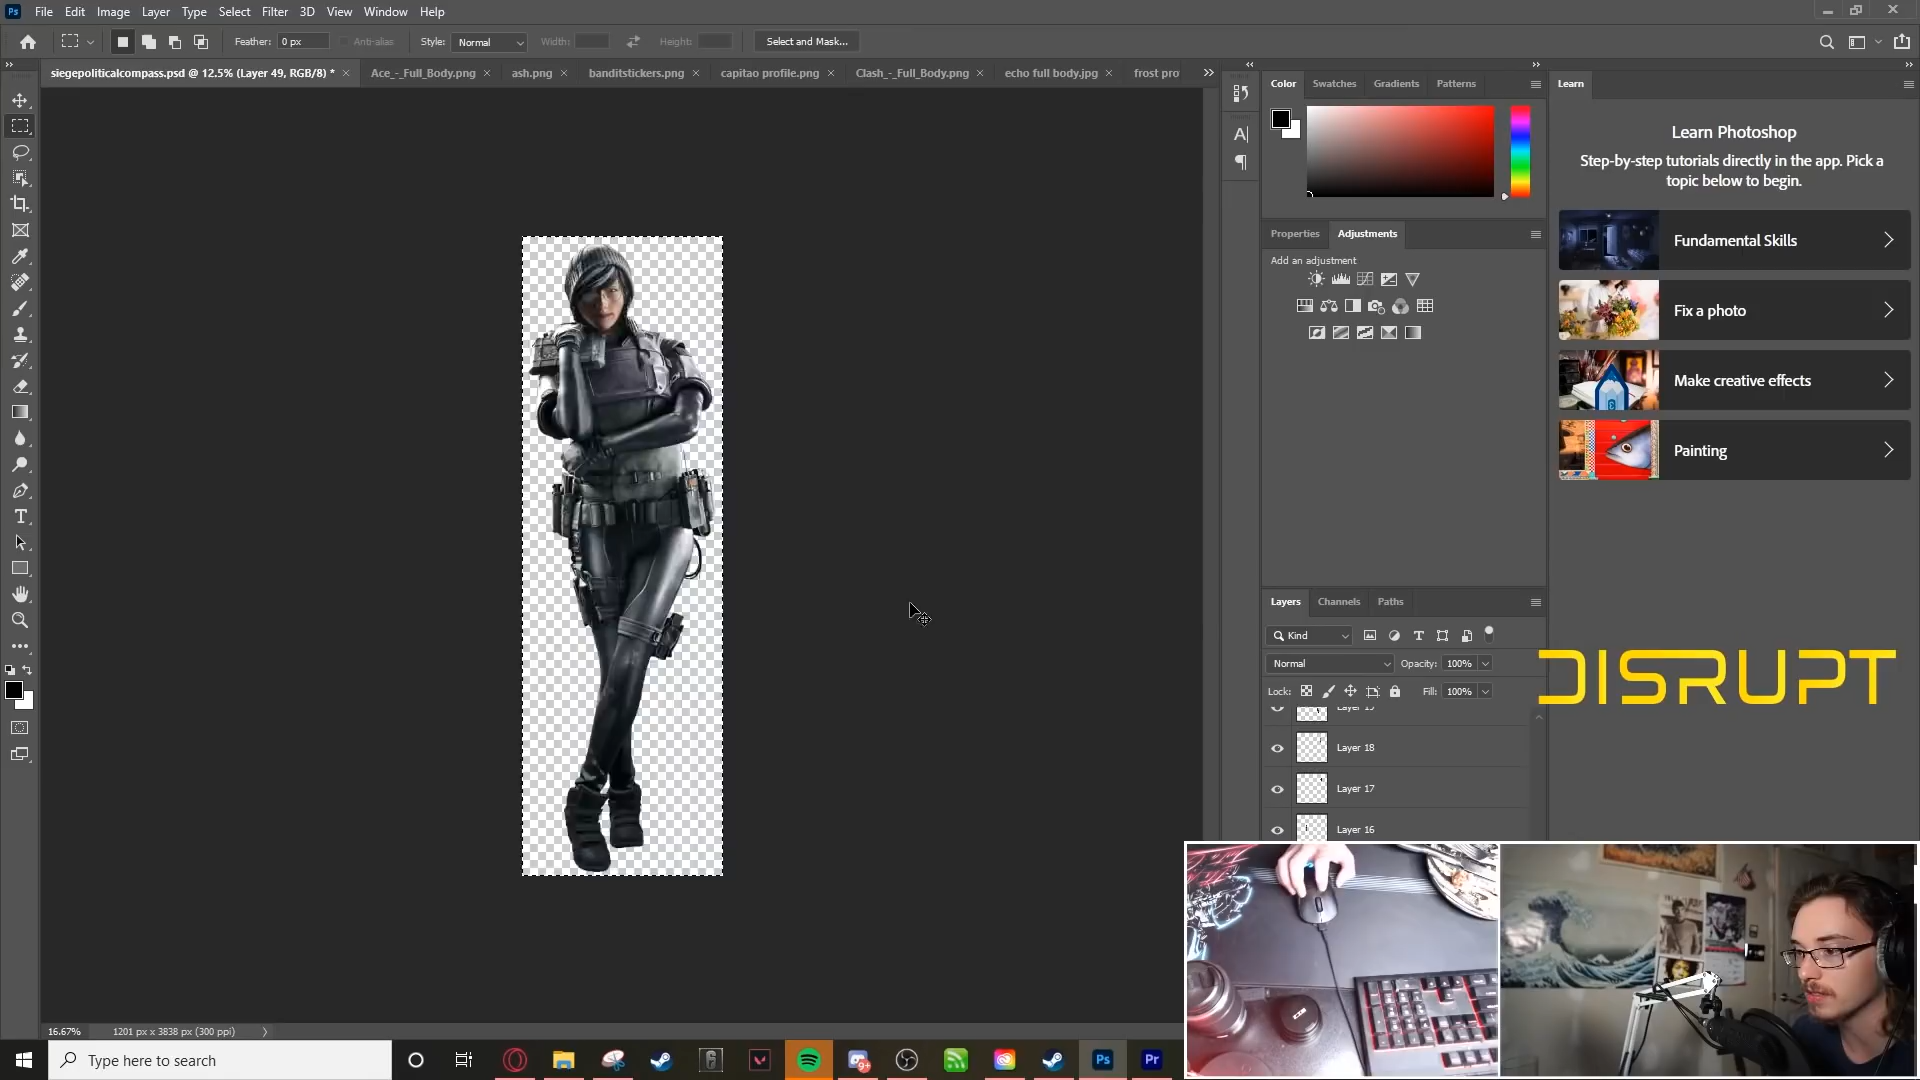 Ps File Edit Image Layer Type Select Filter 3D View Window Help
Feather: 0 px Anti-alias Style: Normal Width: Height: Select and Mask...
siegepoliticalcompass.psd @ 12.5% (Layer 49, RGB/8) * Ace_-_Full_Body.png ash.png banditstickers.png capitao profile.png Clash_-_Full_Body.png echo full body.jpg frost pro
Color Swatches Gradients Patterns
Learn
Learn Photoshop
Step-by-step tutorials directly in the app. Pick a
topic below to begin.
Fundamental Skills
Fix a photo
Make creative effects
Painting
Properties Adjustments
Add an adjustment
Layers Channels Paths
Kind
Normal Opacity: 100%
Lock: Fill: 100%
Layer 19
Layer 18
Layer 17
Layer 16
DISRUPT
16.67% 1201 px x 3838 px (300 ppi)
Type here to search
Ps Pr